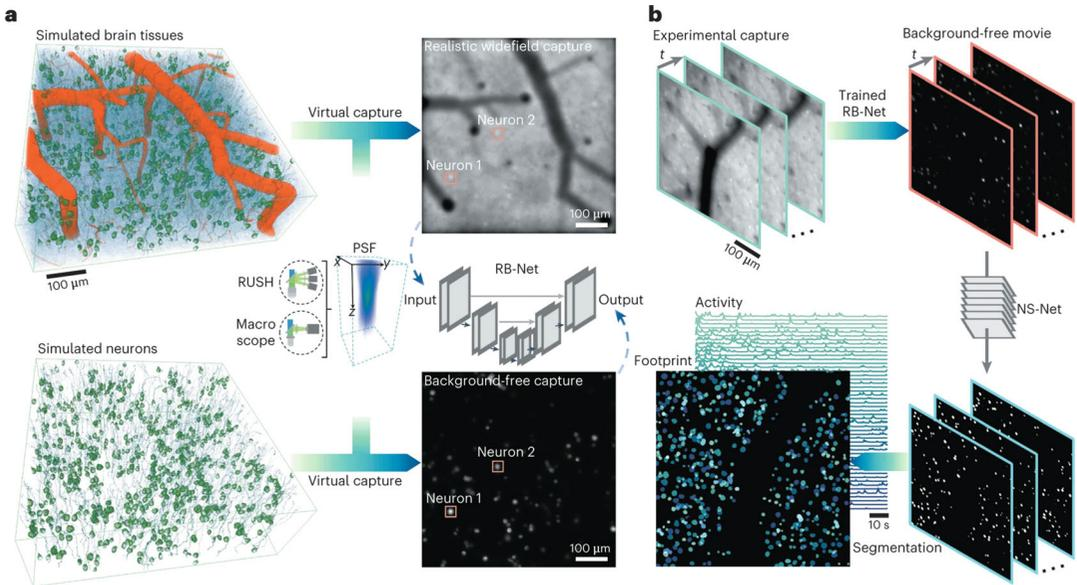 a
Simulated brain tissues
100 μm
Virtual capture
Realistic widefield capture
Neuron 2
Neuron 1
100 μm
PSF
x
y
z
RUSH
Macro
scope
RB-Net
Input
Output
Simulated neurons
Virtual capture
Background-free capture
Neuron 2
Neuron 1
100 μm
b
Experimental capture
t
100 μm
Trained
RB-Net
Background-free movie
t
NS-Net
Activity
Footprint
10 s
Segmentation